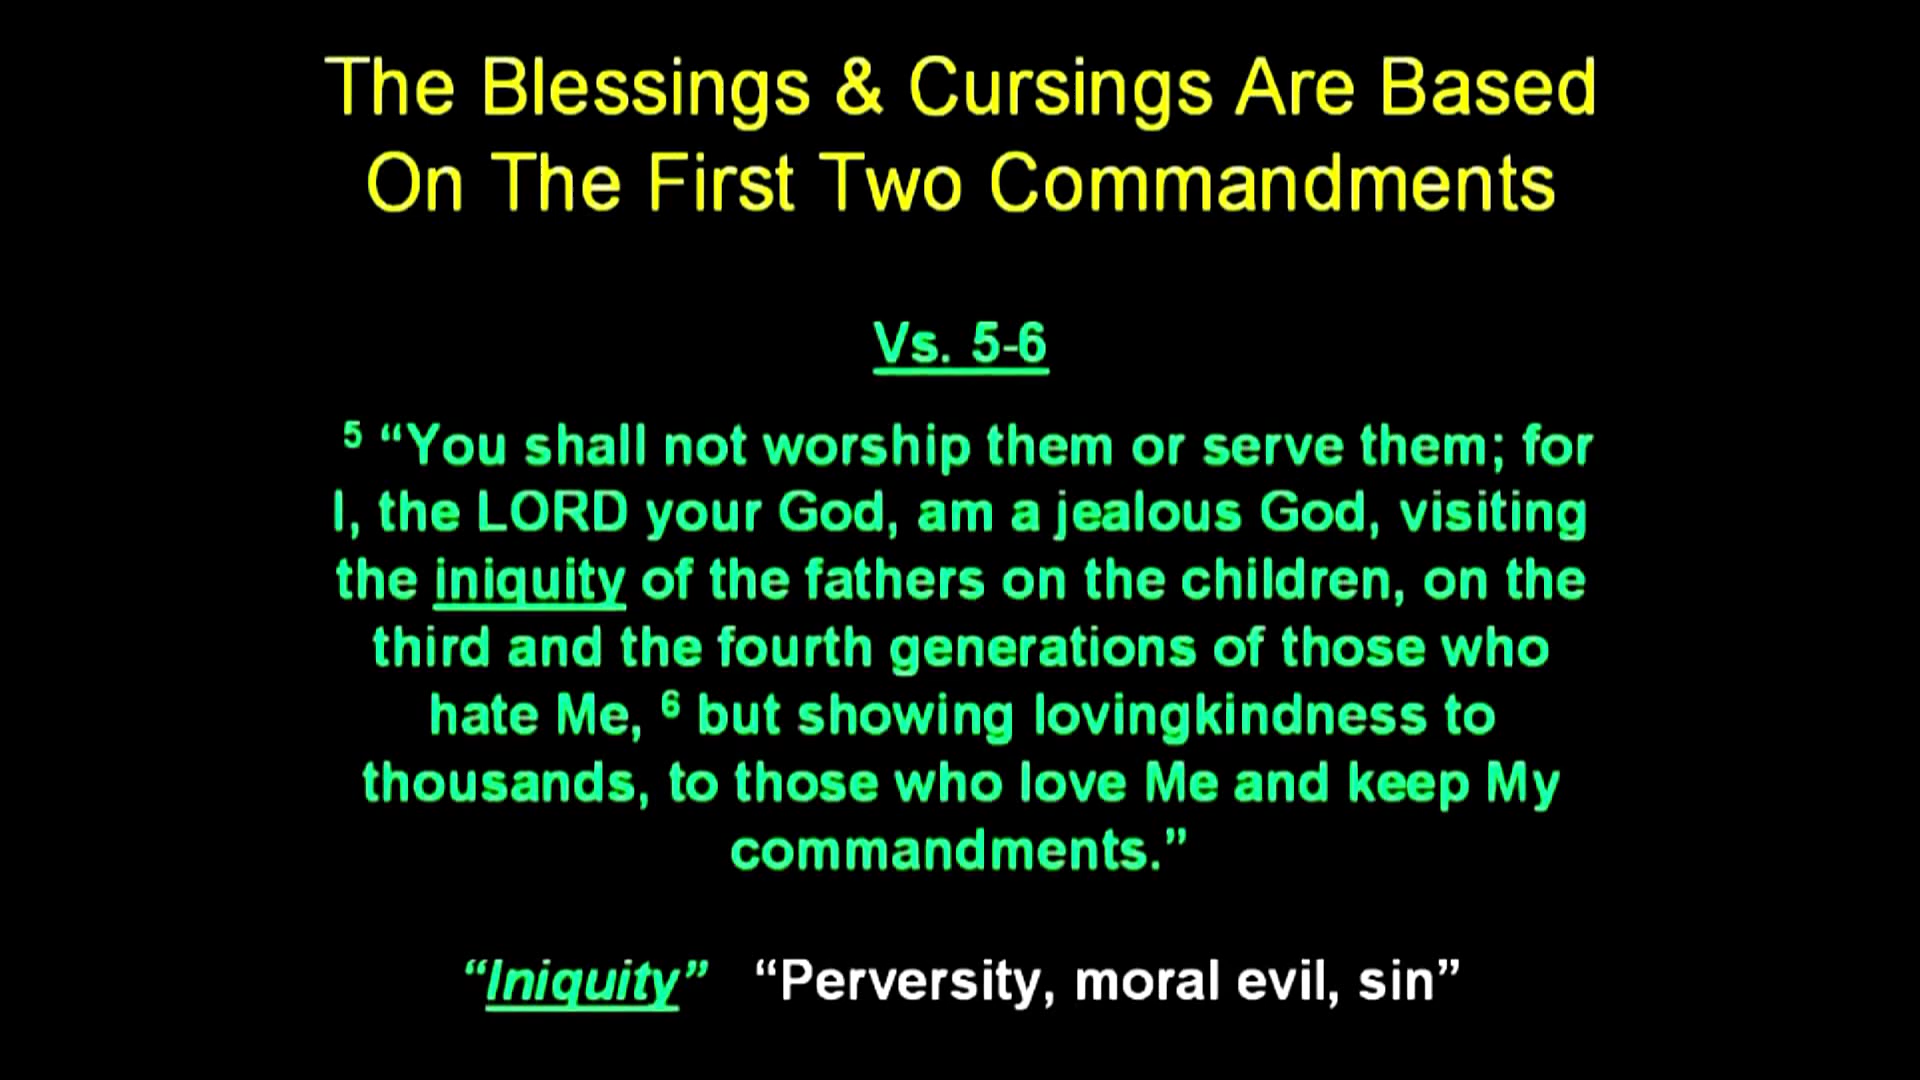 The Blessings & Cursings Are Based
On The First Two Commandments
Vs. 5-6
5 “You shall not worship them or serve them; for
I, the LORD your God, am a jealous God, visiting
the iniquity of the fathers on the children, on the
third and the fourth generations of those who
hate Me, 6 but showing lovingkindness to
thousands, to those who love Me and keep My
commandments.”
“Iniquity” “Perversity, moral evil, sin”